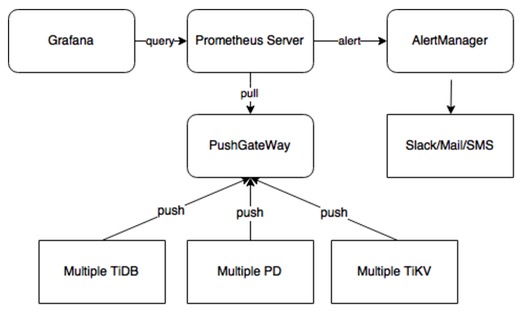 Grafana
query
Prometheus Server
alert
AlertManager
pull
PushGateWay
Slack/Mail/SMS
push
push
push
Multiple TiDB
Multiple PD
Multiple TiKV